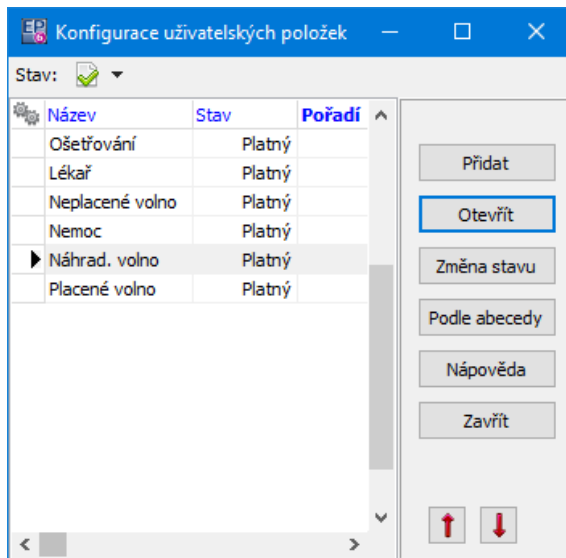 Konfigurace uživatelských položek
Stav:
Název Stav Pořadí
Ošetřování Platný
Lékař Platný
Neplacené volno Platný
Nemoc Platný
Náhrad. volno Platný
Placené volno Platný
Přidat
Otevřít
Změna stavu
Podle abecedy
Nápověda
Zavřít